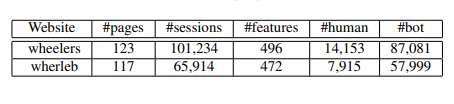 Website #pages #sessions #features #human #bot
wheelers 123 101,234 496 14,153 87,081
wherleb 117 65,914 472 7,915 57,999